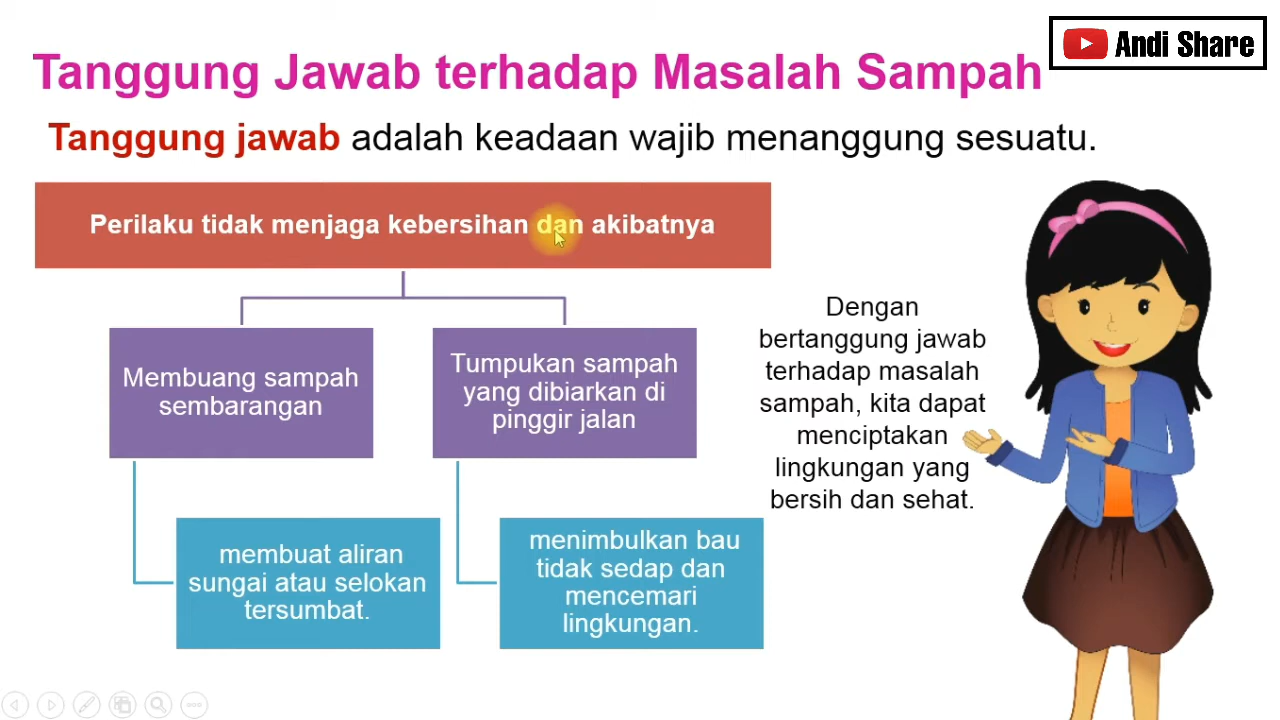 Andi Share
Tanggung Jawab terhadap Masalah Sampah
Tanggung jawab adalah keadaan wajib menanggung sesuatu.
Perilaku tidak menjaga kebersihan dan akibatnya
Membuang sampah
sembarangan
Tumpukan sampah
yang dibiarkan di
pinggir jalan
membuat aliran
sungai atau selokan
tersumbat.
menimbulkan bau
tidak sedap dan
mencemari
lingkungan.
Dengan
bertanggung jawab
terhadap masalah
sampah, kita dapat
menciptakan
lingkungan yang
bersih dan sehat.